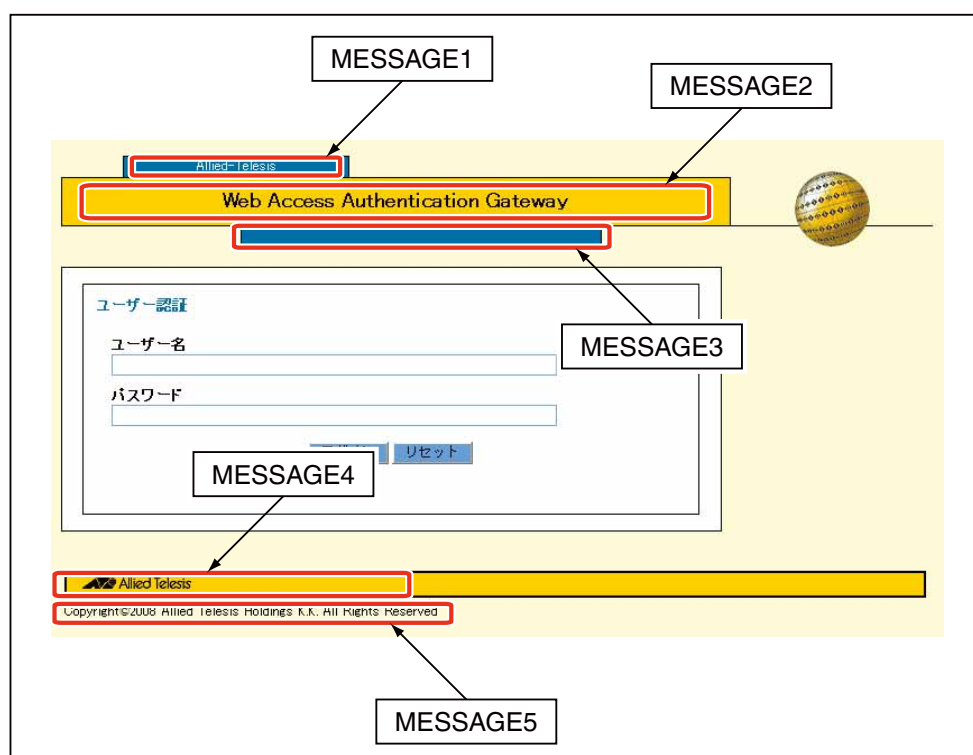 MESSAGE1
MESSAGE2
Allied-Telesis
Web Access Authentication Gateway
ユーザー認証
MESSAGE3
ユーザー名
パスワード
リセット
MESSAGE4
Allied Telesis
Copyright©2008 Allied Telesis Holdings K.K. All Rights Reserved
MESSAGE5